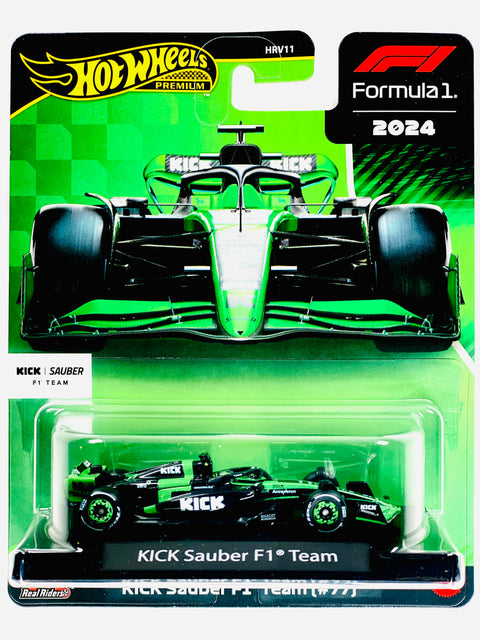 HRV11
HOT WHEELS
PREMIUM
F1
Formula 1®
2024
KICK KICK
KICK | SAUBER
F1 TEAM
KICK
KICK
KICK
KICK Sauber F1® Team
KICK Sauber F1® Team (#77)
Real Riders®